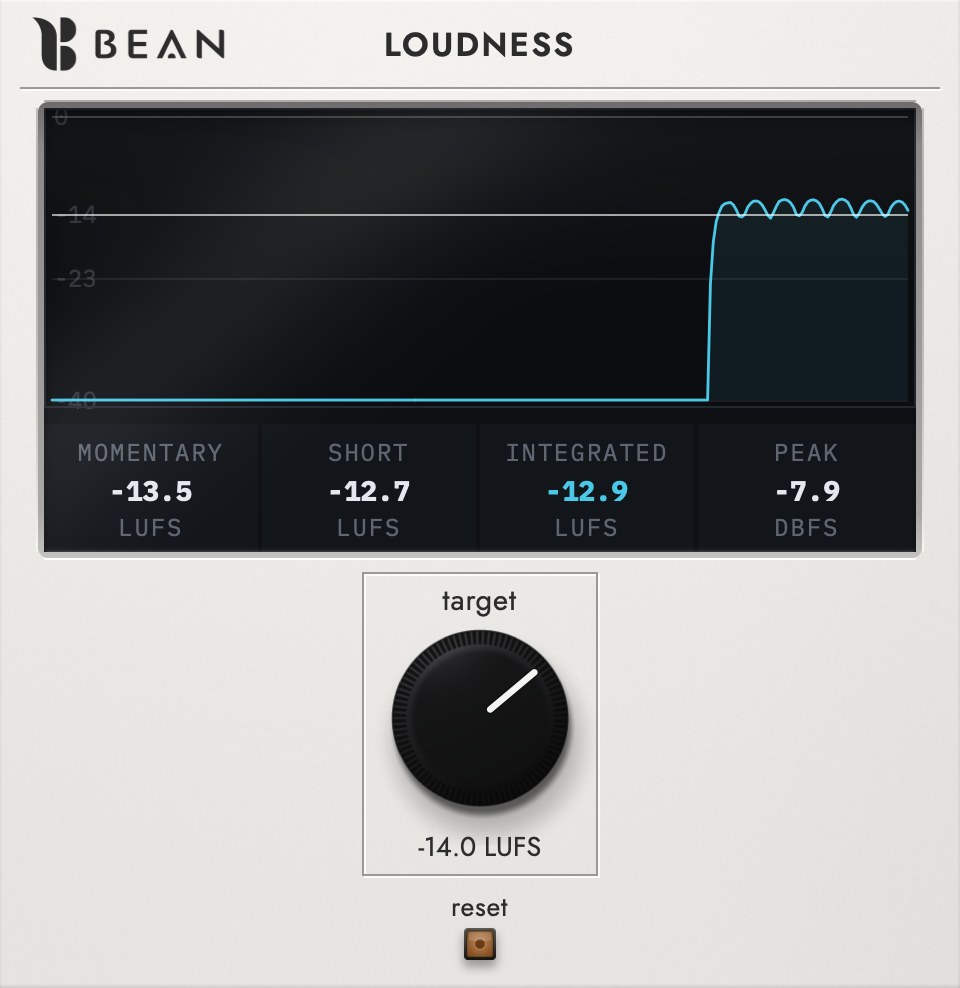 BEAN
LOUDNESS
0
-14
-23
-40
MOMENTARY
-13.5
LUFS
SHORT
-12.7
LUFS
INTEGRATED
-12.9
LUFS
PEAK
-7.9
DBFS
target
-14.0 LUFS
reset